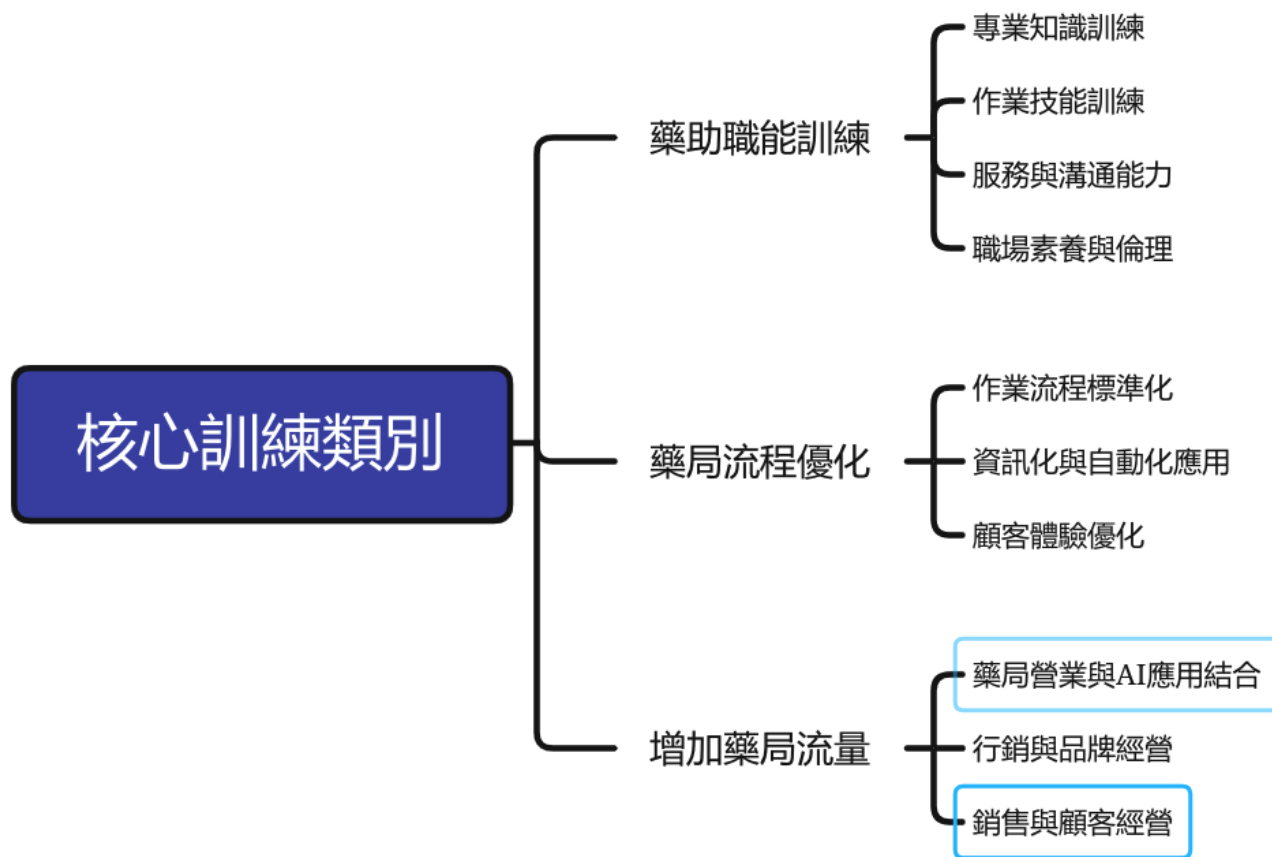 核心訓練類別
藥助職能訓練
專業知識訓練
作業技能訓練
服務與溝通能力
職場素養與倫理
藥局流程優化
作業流程標準化
資訊化與自動化應用
顧客體驗優化
增加藥局流量
藥局營業與AI應用結合
行銷與品牌經營
銷售與顧客經營